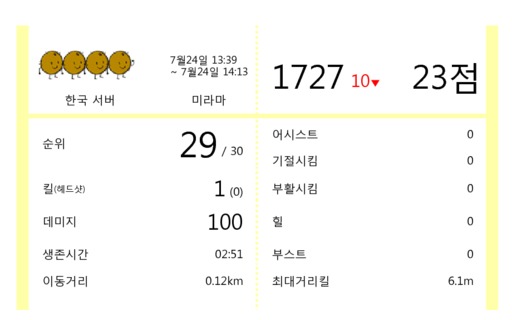 7월24일 13:39
~ 7월24일 14:13
한국 서버 미라마
1727 10▼ 23점
순위 29 / 30
킬(헤드샷) 1 (0)
데미지 100
생존시간 02:51
이동거리 0.12km
어시스트 0
기절시킴 0
부활시킴 0
힐 0
부스트 0
최대거리킬 6.1m